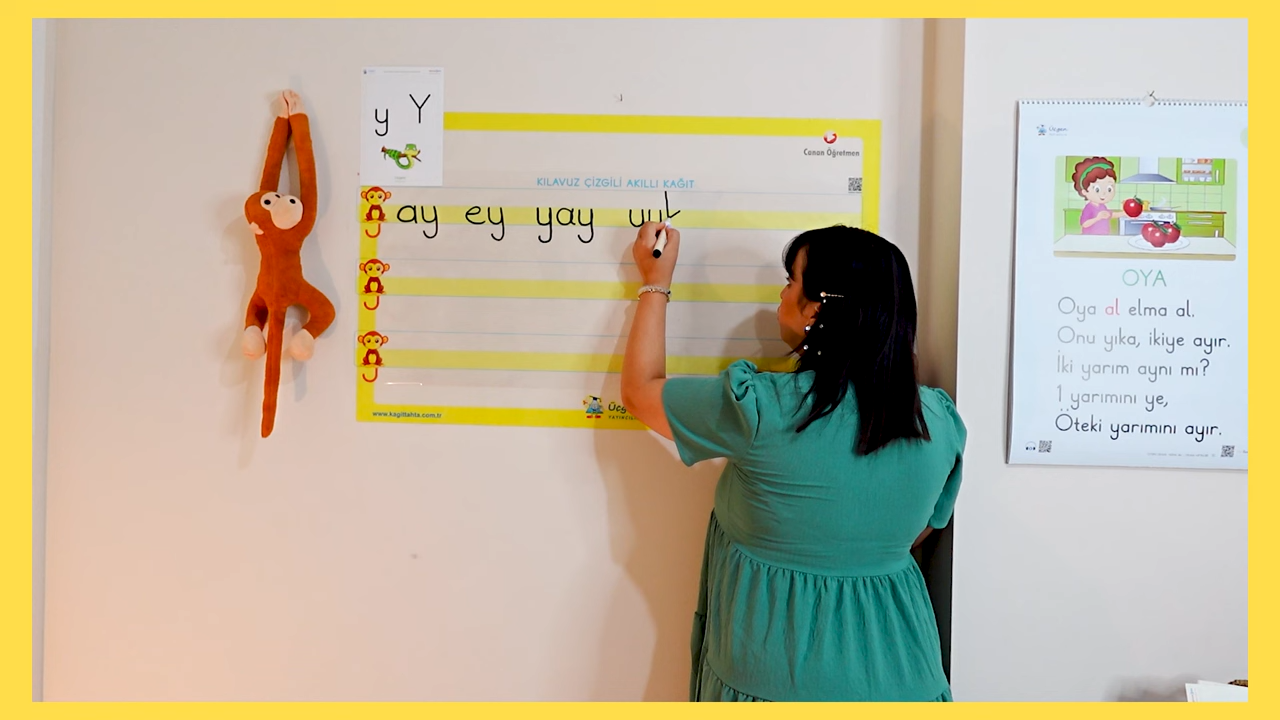 y Y
Canan Öğretmen
KILAVUZ ÇİZGİLİ AKILLI KAĞIT
ay ey yay
www.kagittahta.com.tr
OYA
Oya al elma al.
Onu yıka, ikiye ayır.
İki yarım aynı mı?
1 yarımını ye,
Öteki yarımını ayır.